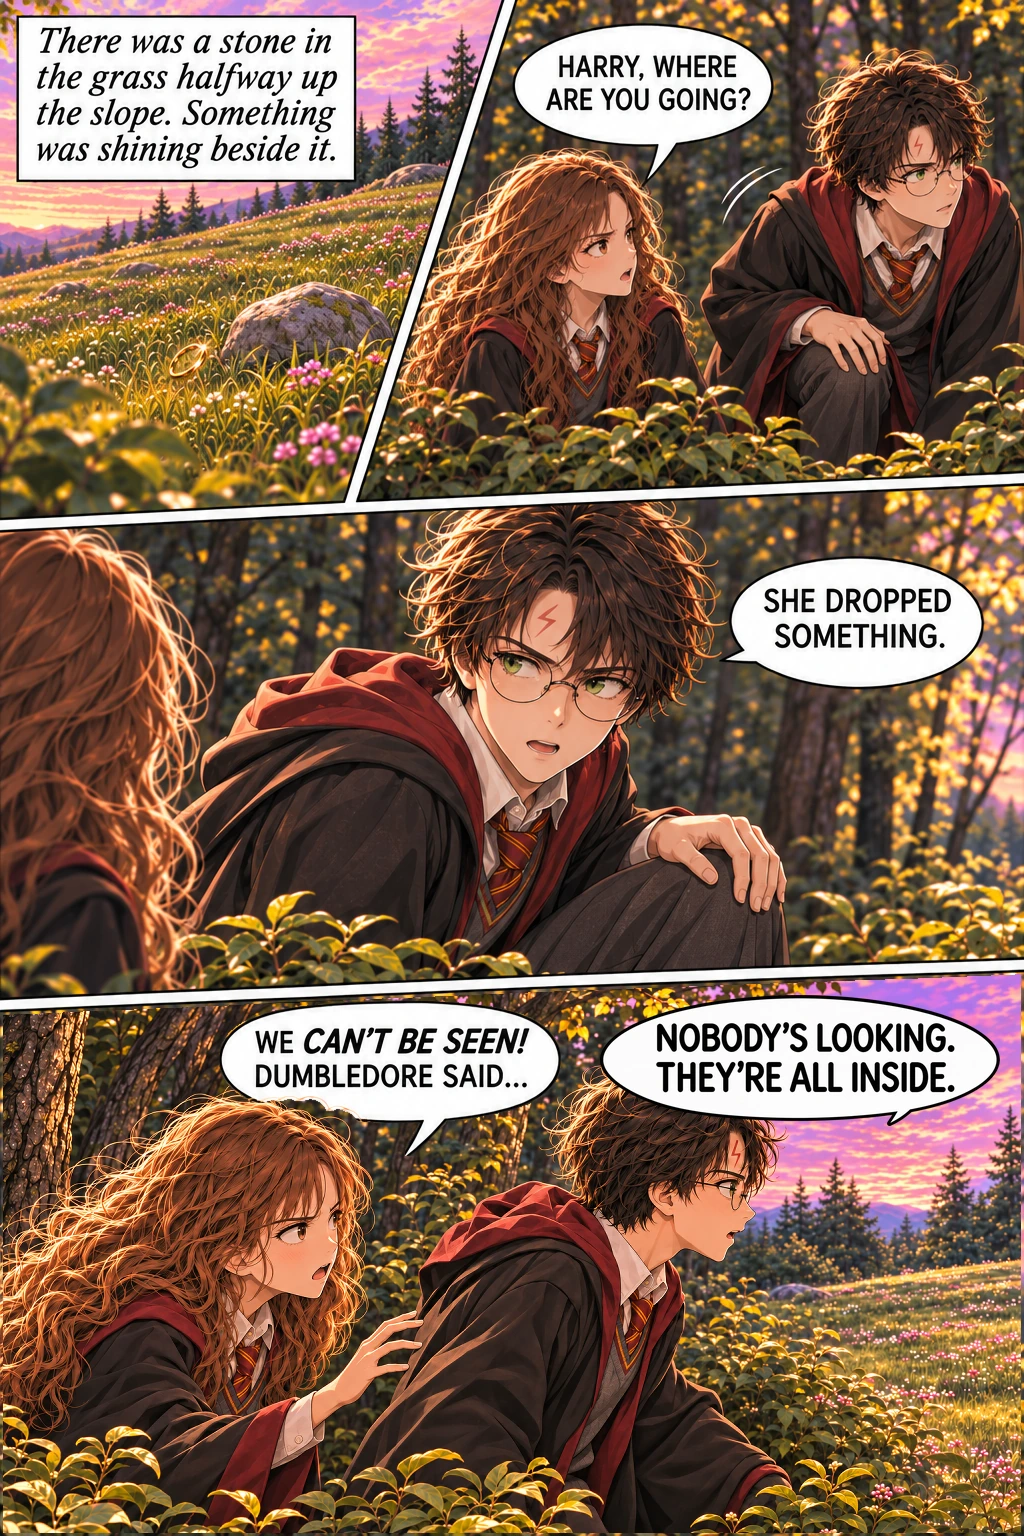 There was a stone in
the grass halfway up
the slope. Something
was shining beside it.
HARRY, WHERE
ARE YOU GOING?
SHE DROPPED
SOMETHING.
WE CAN'T BE SEEN!
DUMBLEDORE SAID...
NOBODY'S LOOKING.
THEY'RE ALL INSIDE.